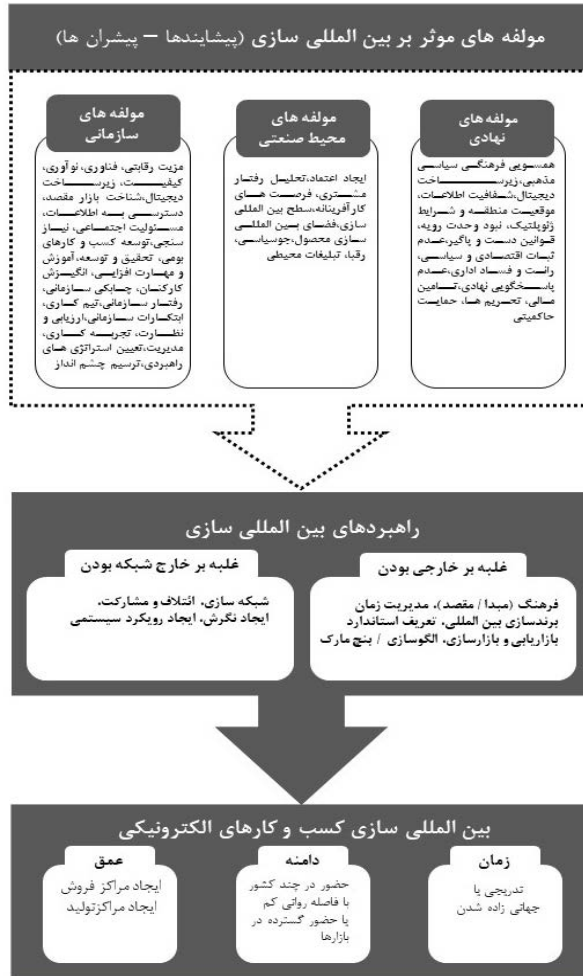 مولفه های موثر بر بین المللی سازی (پیشایندها – پیشران ها)
مولفه های
نهادی
همسویی فرهنگی سیاسی
مذهبی،زیرساخت
دیجیتال،شفافیت اطلاعات،
موقعیت منطقه و شرایط
ژئوپلتیک، نبود وحدت رویه،
قوانین دست و پاگیر،عدم
ثبات اقتصادی و سیاسی،
رانت و فساد اداری،عدم
پاسخگویی نهادی،تامین
مالی، تحریم ها، حمایت
حاکمیتی
مولفه های
محیط صنعتی
ایجاد اعتماد،تحلیل رفتار
مشتری، فرصت های
کارآفرینانه،سطح بین المللی
سازی،فضای بین المللی
سازی محصول،جوسیاسی،
رقبا، تبلیغات محیطی
مولفه های
سازمانی
مزیت رقابتی، فناوری،نوآوری،
کیفیت، زیرساخت
دیجیتال،شناخت بازار مقصد،
دسترسی به اطلاعات،
مسئولیت اجتماعی، نیاز
سنجی،توسعه کسب و کارهای
بومی، تحقیق و توسعه، آموزش
و مهارت افزایی، انگیزش
کارکنان، چابکی سازمانی،
رفتار سازمانی،تیم کاری،
ابتکارات سازمانی،ارزیابی و
نظارت، تجربه کاری،
مدیریت،تعیین استراتژی های
راهبردی،ترسیم چشم انداز
راهبردهای بین المللی سازی
غلبه بر خارجی بودن
فرهنگ (مبدا / مقصد)، مدیریت زمان
برندسازی بین المللی، تعریف استاندارد
بازاریابی و بازارسازی، الگوسازی / بنچ مارک
غلبه بر خارج شبکه بودن
شبکه سازی، ائتلاف و مشارکت،
ایجاد نگرش، ایجاد رویکرد سیستمی
بین المللی سازی کسب و کارهای الکترونیکی
زمان
تدریجی یا
جهانی زاده شدن
دامنه
حضور در چند کشور
با فاصله روانی کم
یا حضور گسترده در
بازارها
عمق
ایجاد مراکز فروش
ایجاد مراکزتولید